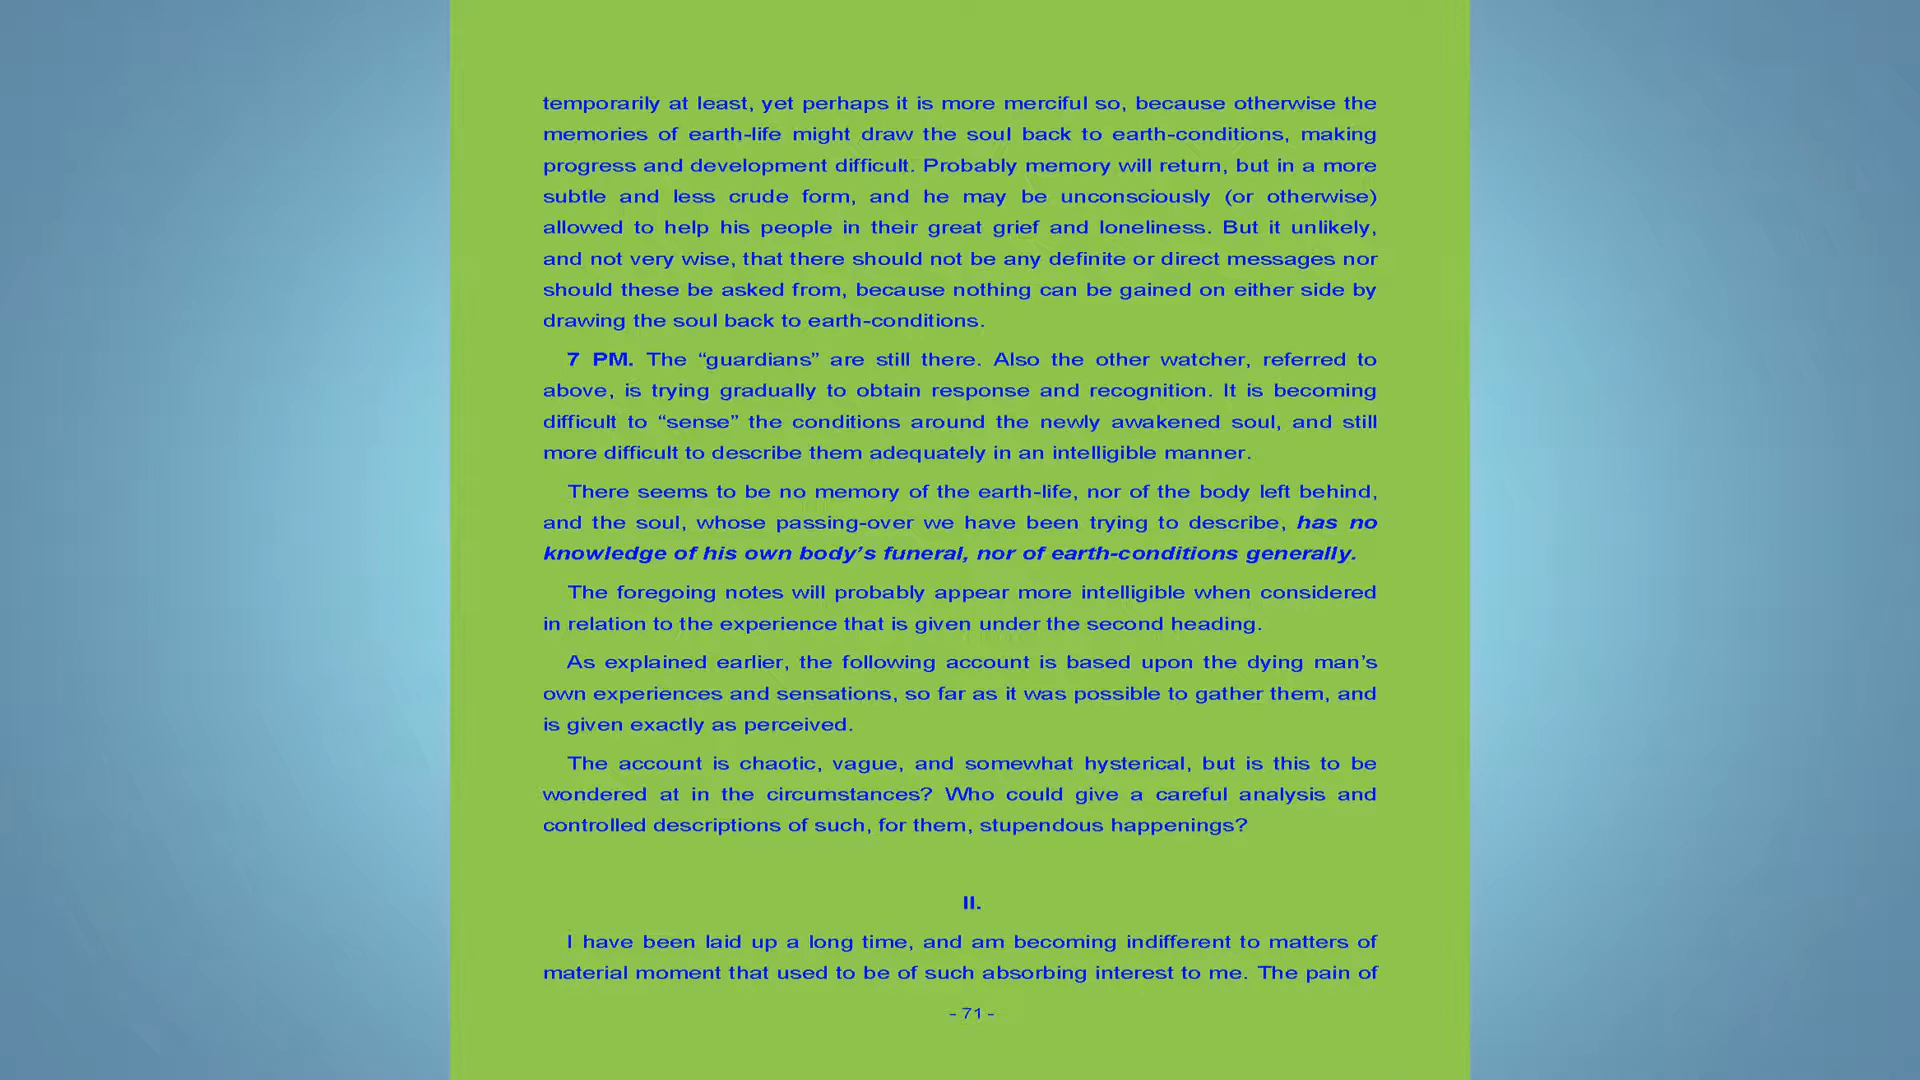 temporarily at least, yet perhaps it is more merciful so, because otherwise the
memories of earth-life might draw the soul back to earth-conditions, making
progress and development difficult. Probably memory will return, but in a more
subtle and less crude form, and he may be unconsciously (or otherwise)
allowed to help his people in their great grief and loneliness. But it unlikely,
and not very wise, that there should not be any definite or direct messages nor
should these be asked from, because nothing can be gained on either side by
drawing the soul back to earth-conditions.
7 PM. The “guardians” are still there. Also the other watcher, referred to
above, is trying gradually to obtain response and recognition. It is becoming
difficult to “sense” the conditions around the newly awakened soul, and still
more difficult to describe them adequately in an intelligible manner.
There seems to be no memory of the earth-life, nor of the body left behind,
and the soul, whose passing-over we have been trying to describe, has no
knowledge of his own body’s funeral, nor of earth-conditions generally.
The foregoing notes will probably appear more intelligible when considered
in relation to the experience that is given under the second heading.
As explained earlier, the following account is based upon the dying man’s
own experiences and sensations, so far as it was possible to gather them, and
is given exactly as perceived.
The account is chaotic, vague, and somewhat hysterical, but is this to be
wondered at in the circumstances? Who could give a careful analysis and
controlled descriptions of such, for them, stupendous happenings?
II.
I have been laid up a long time, and am becoming indifferent to matters of
material moment that used to be of such absorbing interest to me. The pain of
- 71 -